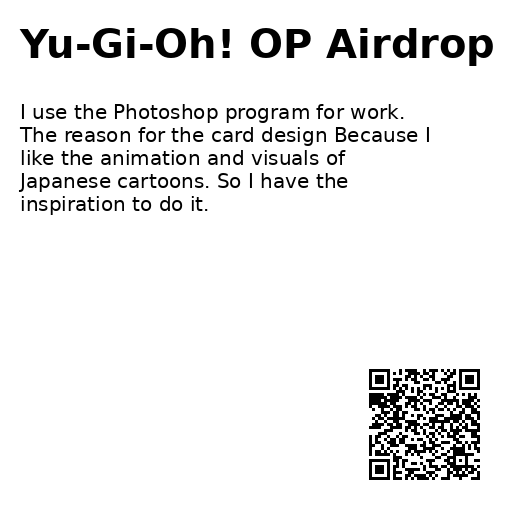 Yu-Gi-Oh! OP Airdrop
I use the Photoshop program for work.
The reason for the card design Because I
like the animation and visuals of
Japanese cartoons. So I have the
inspiration to do it.